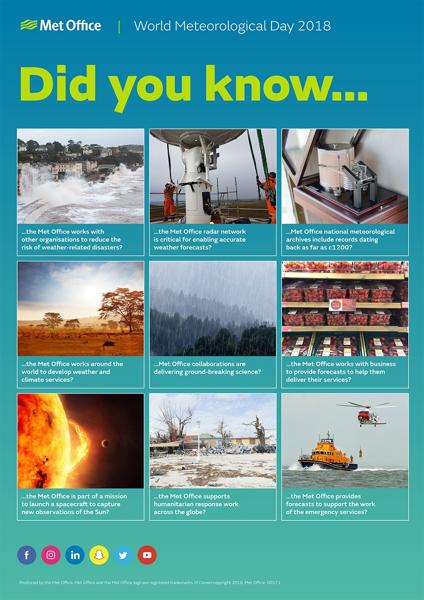 Met Office | World Meteorological Day 2018
Did you know...
...the Met Office works with
other organisations to reduce the
risk of weather-related disasters?
...the Met Office radar network
is critical for enabling accurate
weather forecasts?
...Met Office national meteorological
archives include records dating
back as far as c1200?
...the Met Office works around the
world to develop weather and
climate services?
...Met Office collaborations are
delivering ground-breaking science?
...the Met Office works with business
to provide forecasts to help them
deliver their services?
...the Met Office is part of a mission
to launch a spacecraft to capture
new observations of the Sun?
...the Met Office supports
humanitarian response work
across the globe?
...the Met Office provides
forecasts to support the work
of the emergency services?
Produced by the Met Office. Met Office and the Met Office logo are registered trademarks. © Crown copyright 2018, Met Office